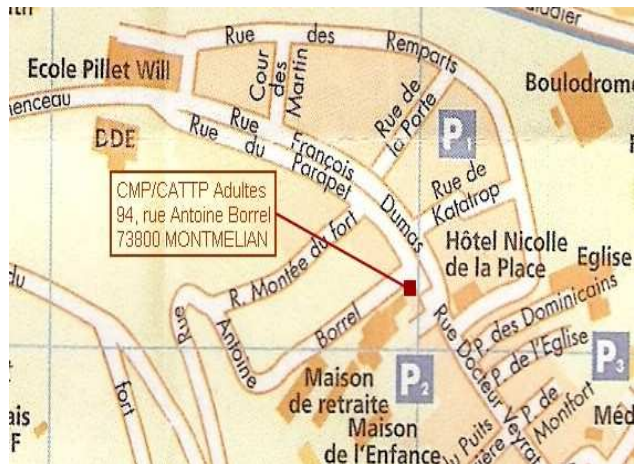 Rue des Remparts
Ecole Pillet Will
Cour des Martin
Boulodrome
DDE
Rue du Parapet
Rue François Dumas
Rue de la Porte
P1
Rue de Katatrop
CMP/CATTP Adultes
94, rue Antoine Borrel
73800 MONTMELIAN
Hôtel Nicolle
de la Place
Eglise
R. Montée du fort
Rue Antoine Borrel
P. des Dominicains
P. de l'Eglise
Rue Docteur Veyrat
P3
fort
Maison
de retraite
P2
Maison
de l'Enfance
P. de Monfort
Puits